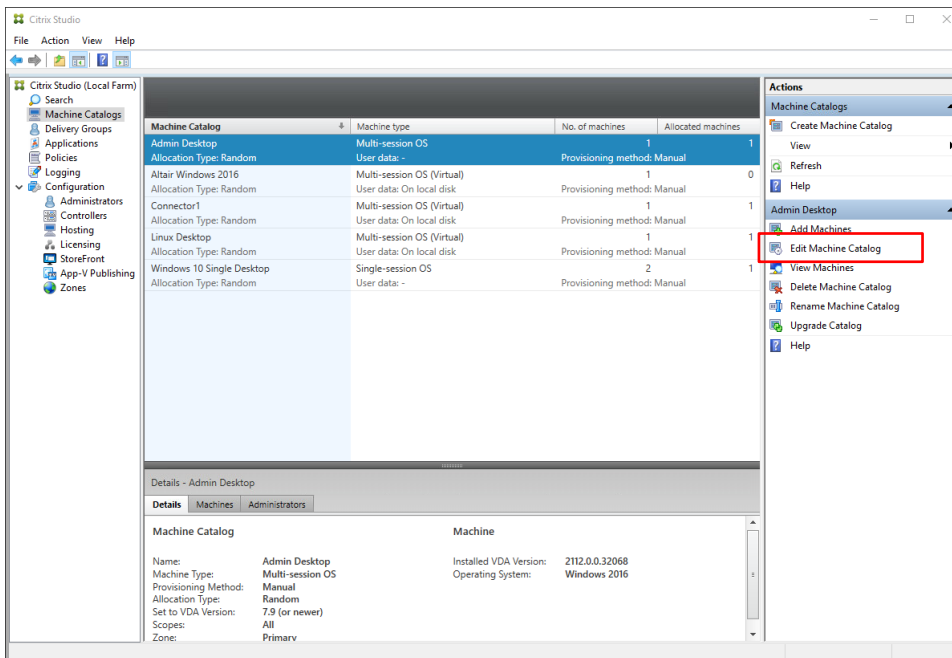 Citrix Studio
File Action View Help
Citrix Studio (Local Farm)
Search
Machine Catalogs
Delivery Groups
Applications
Policies
Logging
Configuration
Administrators
Controllers
Hosting
Licensing
StoreFront
App-V Publishing
Zones
Machine Catalog Machine type No. of machines Allocated machines
Admin Desktop Multi-session OS 1 1
Allocation Type: Random User data: - Provisioning method: Manual
Altair Windows 2016 Multi-session OS (Virtual) 1 0
Allocation Type: Random User data: On local disk Provisioning method: Manual
Connector1 Multi-session OS (Virtual) 1 1
Allocation Type: Random User data: On local disk Provisioning method: Manual
Linux Desktop Multi-session OS (Virtual) 1 1
Allocation Type: Random User data: On local disk Provisioning method: Manual
Windows 10 Single Desktop Single-session OS 2 1
Allocation Type: Random User data: - Provisioning method: Manual
Details - Admin Desktop
Details Machines Administrators
Machine Catalog Machine
Name: Admin Desktop Installed VDA Version: 2112.0.0.32068
Machine Type: Multi-session OS Operating System: Windows 2016
Provisioning Method: Manual
Allocation Type: Random
Set to VDA Version: 7.9 (or newer)
Scopes: All
Zone: Primary
Actions
Machine Catalogs
Create Machine Catalog
View
Refresh
Help
Admin Desktop
Add Machines
Edit Machine Catalog
View Machines
Delete Machine Catalog
Rename Machine Catalog
Upgrade Catalog
Help